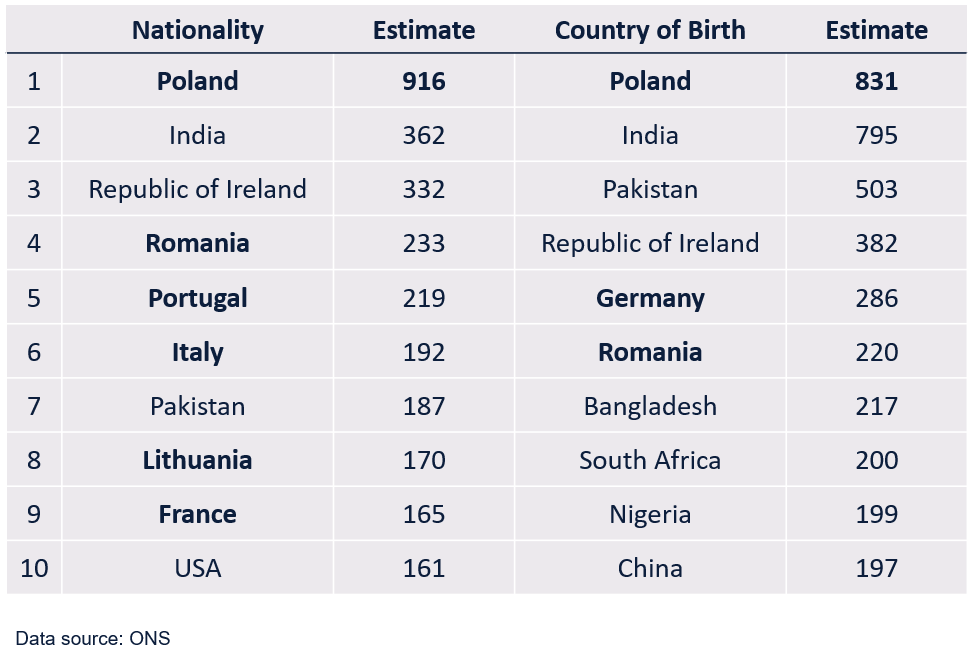 Nationality Estimate Country of Birth Estimate
1 Poland 916 Poland 831
2 India 362 India 795
3 Republic of Ireland 332 Pakistan 503
4 Romania 233 Republic of Ireland 382
5 Portugal 219 Germany 286
6 Italy 192 Romania 220
7 Pakistan 187 Bangladesh 217
8 Lithuania 170 South Africa 200
9 France 165 Nigeria 199
10 USA 161 China 197
Data source: ONS